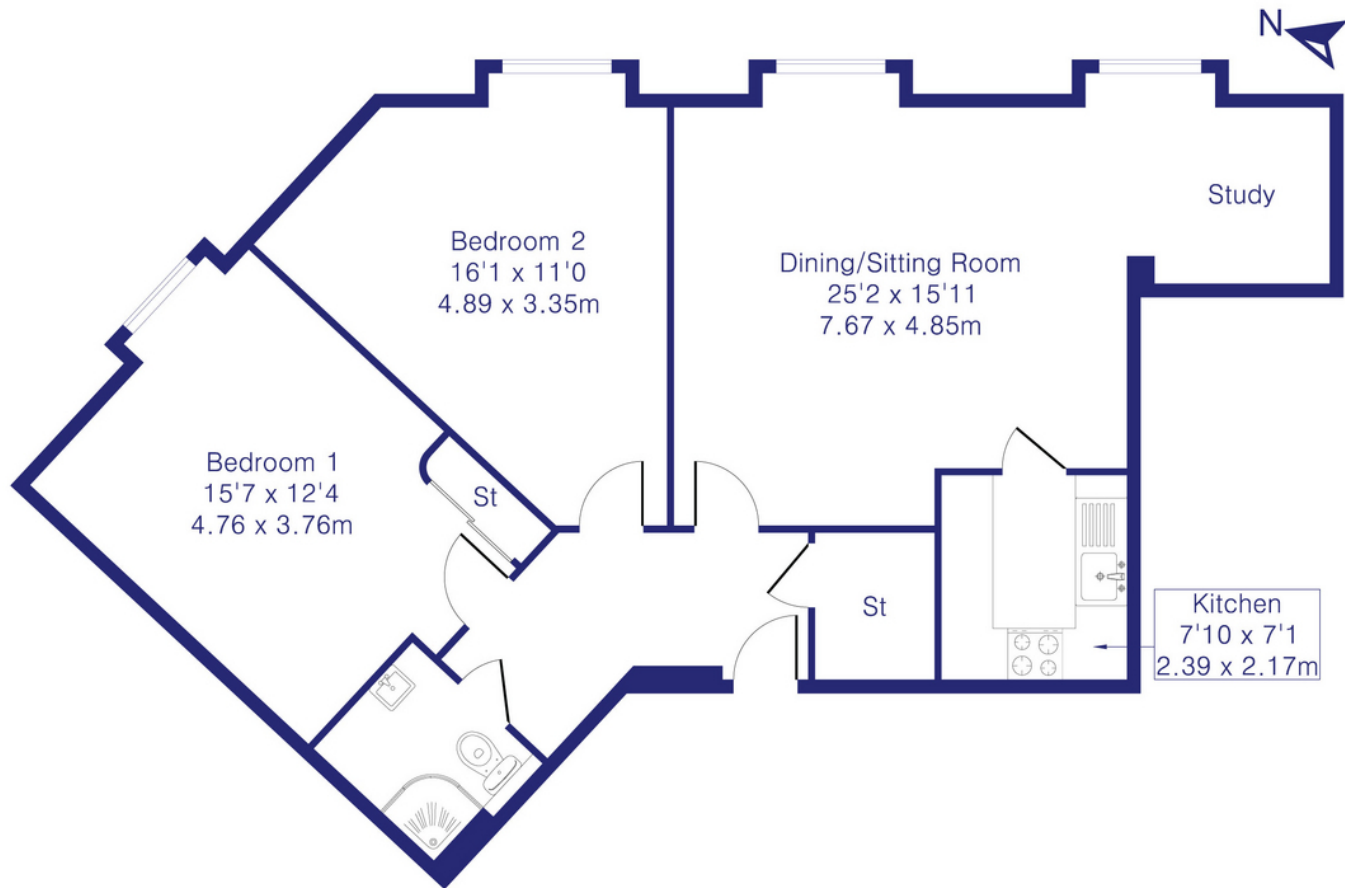 N
Study
Bedroom 2
16'1 x 11'0
4.89 x 3.35m
Dining/Sitting Room
25'2 x 15'11
7.67 x 4.85m
Bedroom 1
15'7 x 12'4
4.76 x 3.76m
St
St
Kitchen
7'10 x 7'1
2.39 x 2.17m